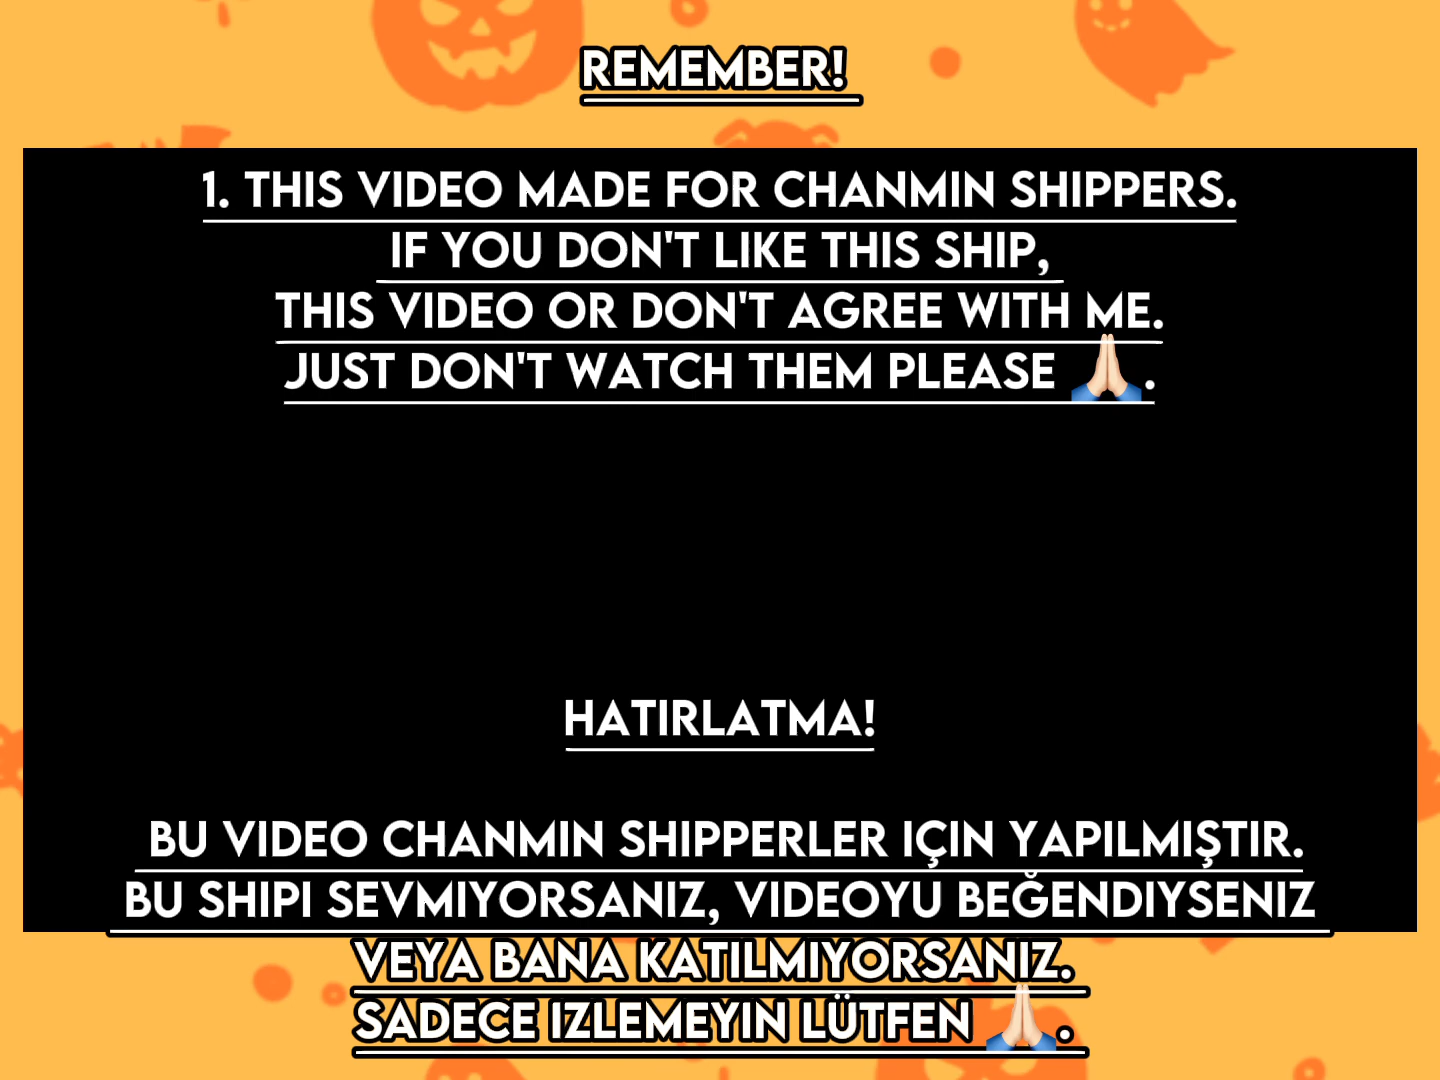 REMEMBER!
1. THIS VIDEO MADE FOR CHANMIN SHIPPERS.
IF YOU DON'T LIKE THIS SHIP,
THIS VIDEO OR DON'T AGREE WITH ME.
JUST DON'T WATCH THEM PLEASE 🙏🏻.
HATIRLATMA!
BU VIDEO CHANMIN SHIPPERLER IÇIN YAPILMIŞTIR.
BU SHIPI SEVMIYORSANIZ, VIDEOYU BEĞENDIYSENIZ
VEYA BANA KATILMIYORSANIZ.
SADECE IZLEMEYIN LÜTFEN 🙏🏻.